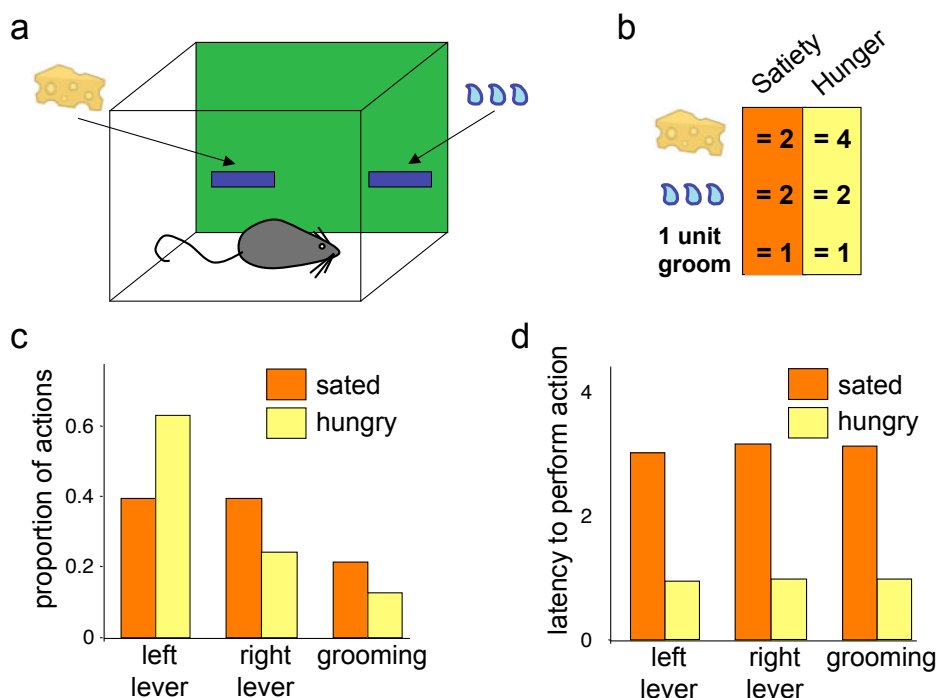 a
b
Satiety
Hunger
= 2
= 4
= 2
= 2
1 unit
groom
= 1
= 1
c
proportion of actions
0.6
0.4
0.2
0
sated
hungry
left
lever
right
lever
grooming
d
latency to perform action
4
2
0
sated
hungry
left
lever
right
lever
grooming